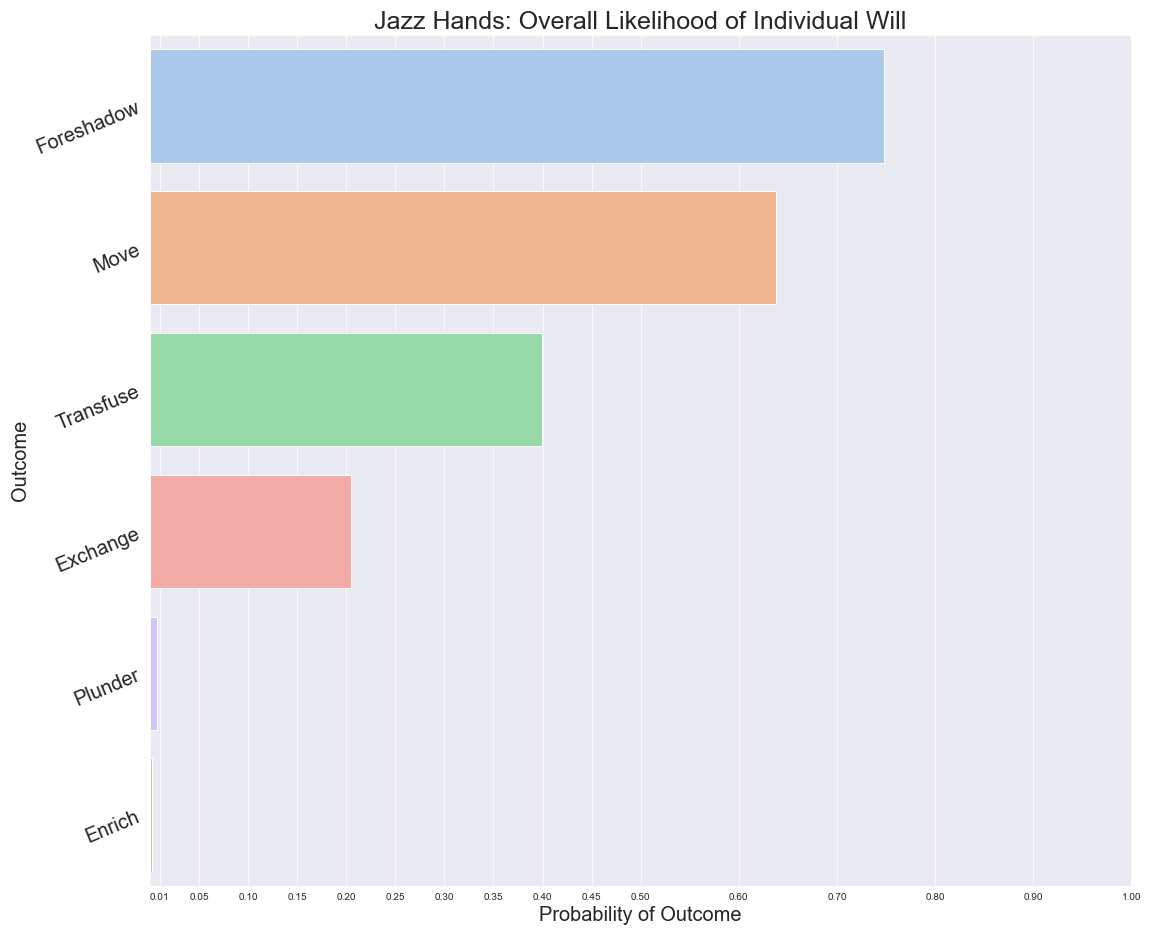 Jazz Hands: Overall Likelihood of Individual Will
Foreshadow
Move
Transfuse
Exchange
Plunder
Enrich
Outcome
0.01 0.05 0.10 0.15 0.20 0.25 0.30 0.35 0.40 0.45 0.50 0.60 0.70 0.80 0.90 1.00
Probability of Outcome